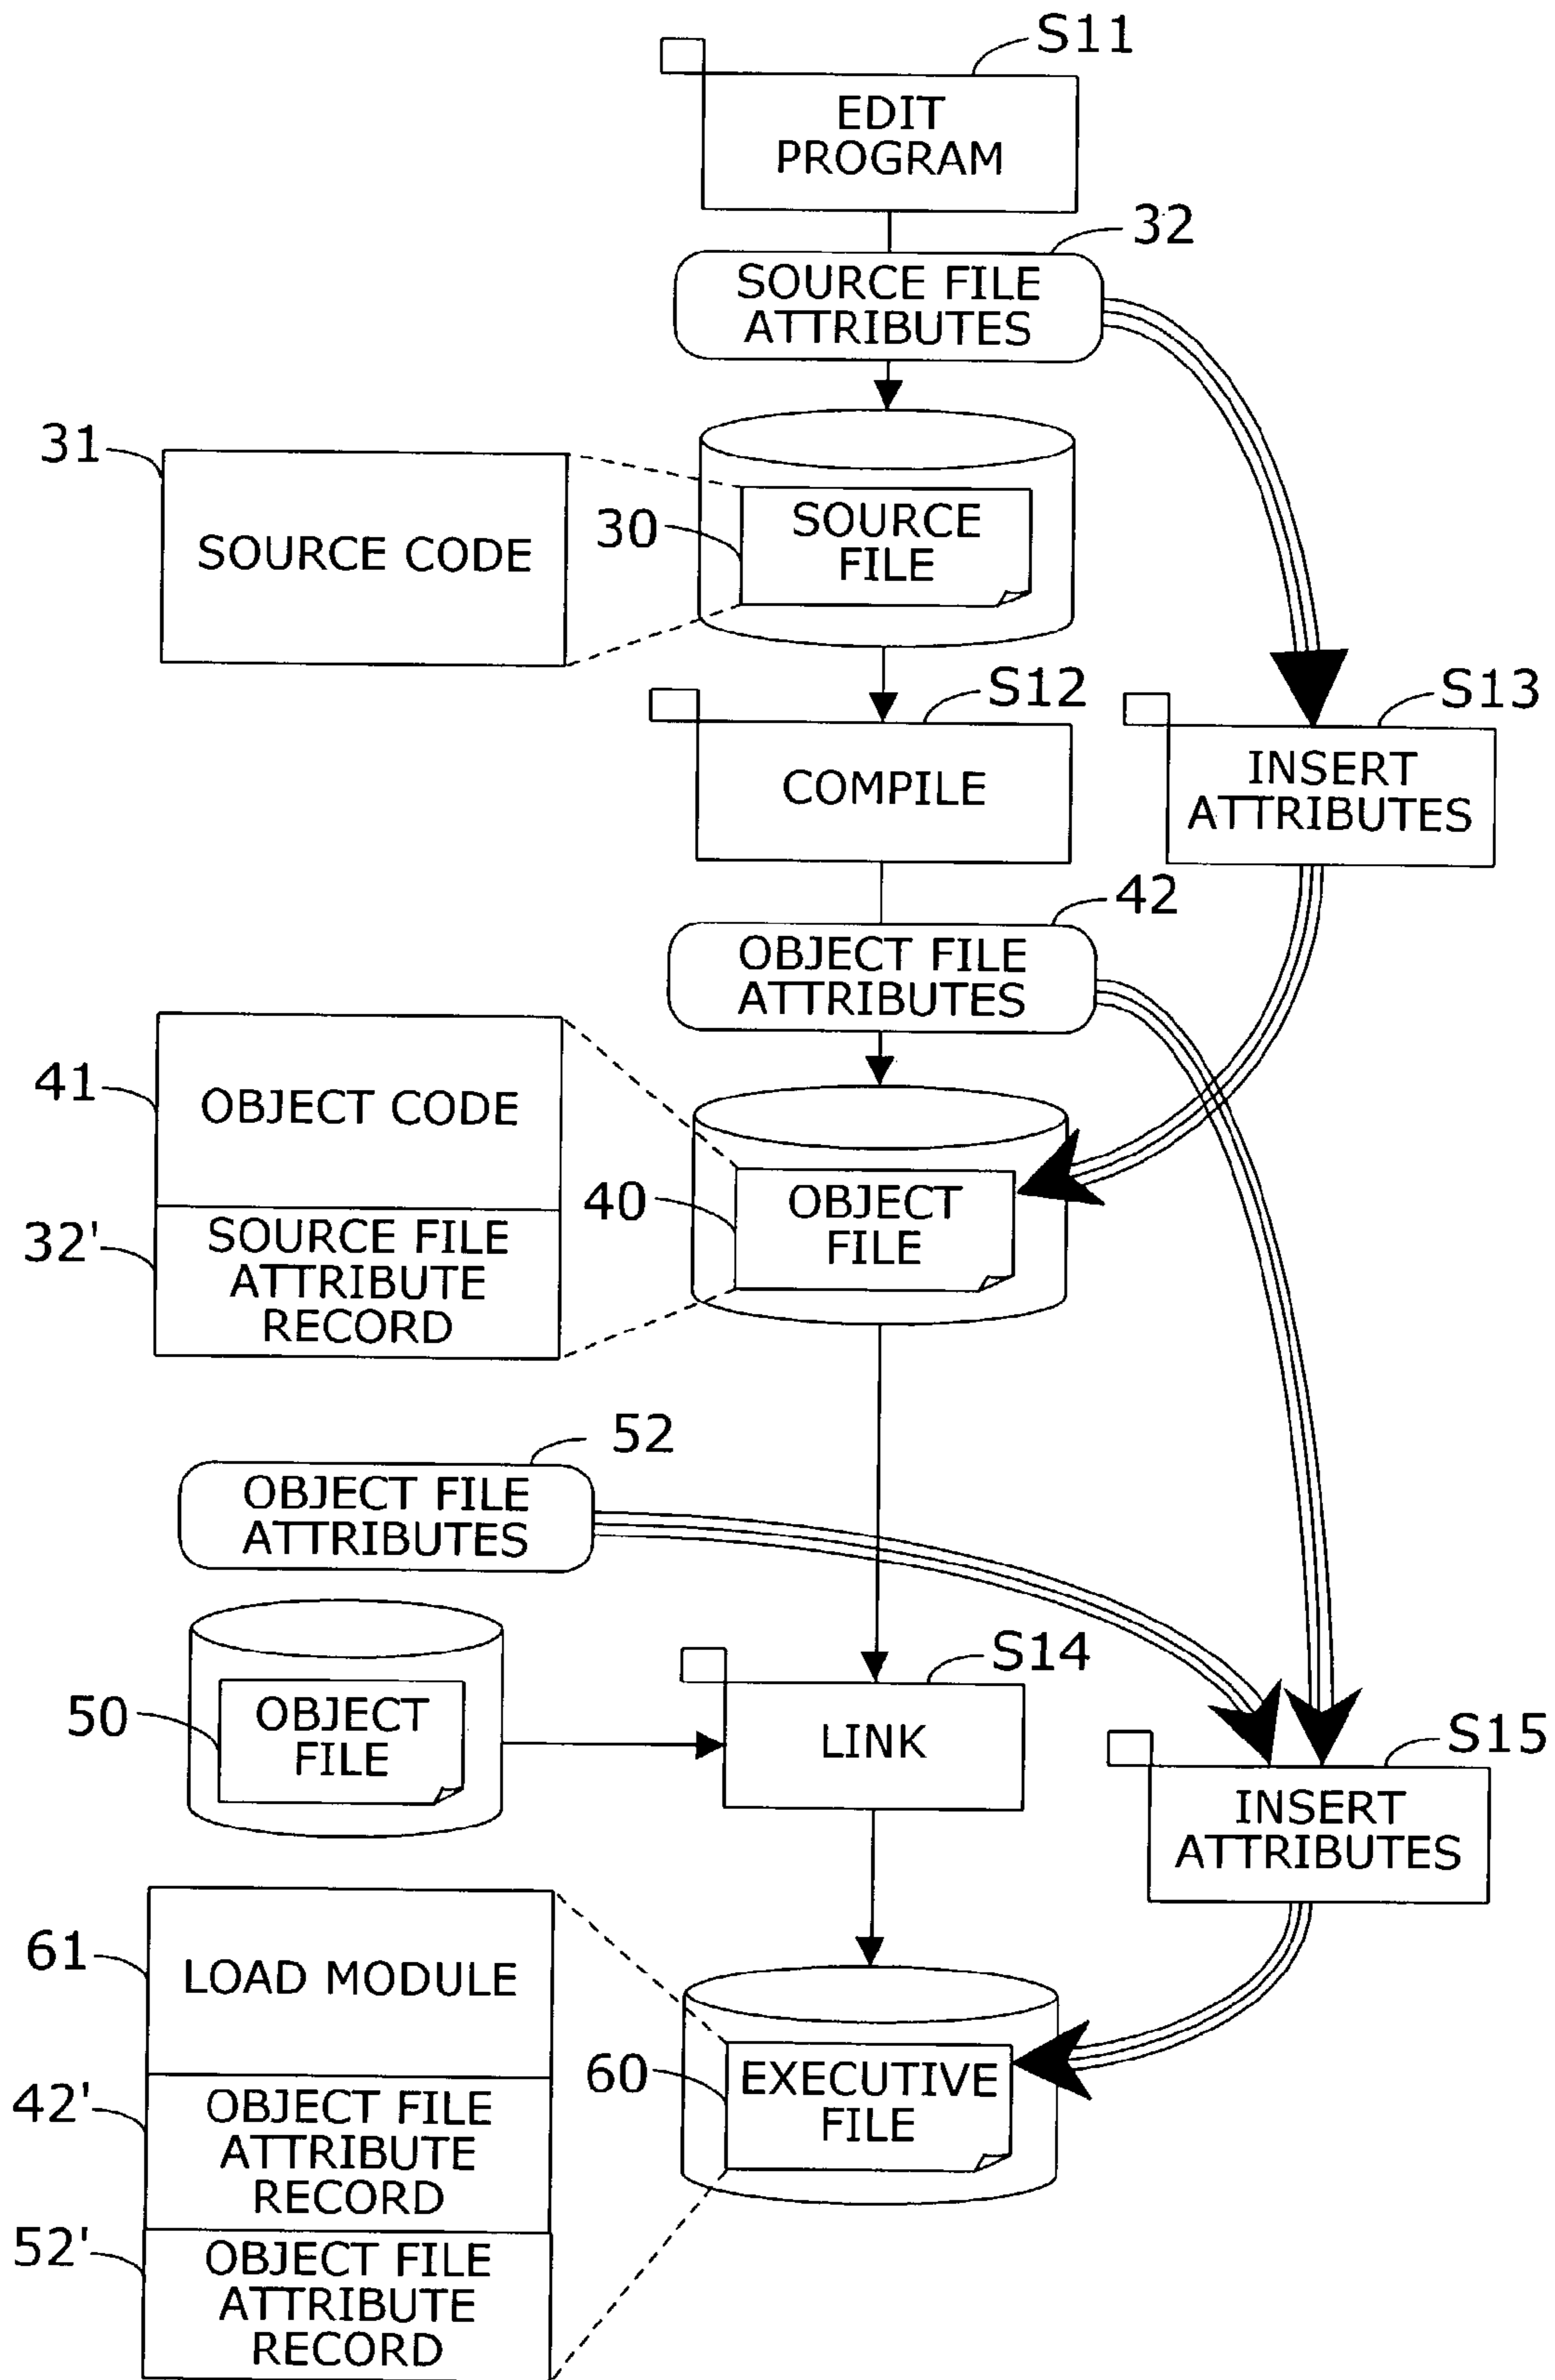 S11
EDIT
PROGRAM
32
SOURCE FILE
ATTRIBUTES
31
SOURCE CODE
30
SOURCE
FILE
S12
COMPILE
S13
INSERT
ATTRIBUTES
42
OBJECT FILE
ATTRIBUTES
41
OBJECT CODE
32'
SOURCE FILE
ATTRIBUTE
RECORD
40
OBJECT
FILE
52
OBJECT FILE
ATTRIBUTES
50
OBJECT
FILE
S14
LINK
S15
INSERT
ATTRIBUTES
61
LOAD MODULE
42'
OBJECT FILE
ATTRIBUTE
RECORD
52'
OBJECT FILE
ATTRIBUTE
RECORD
60
EXECUTIVE
FILE